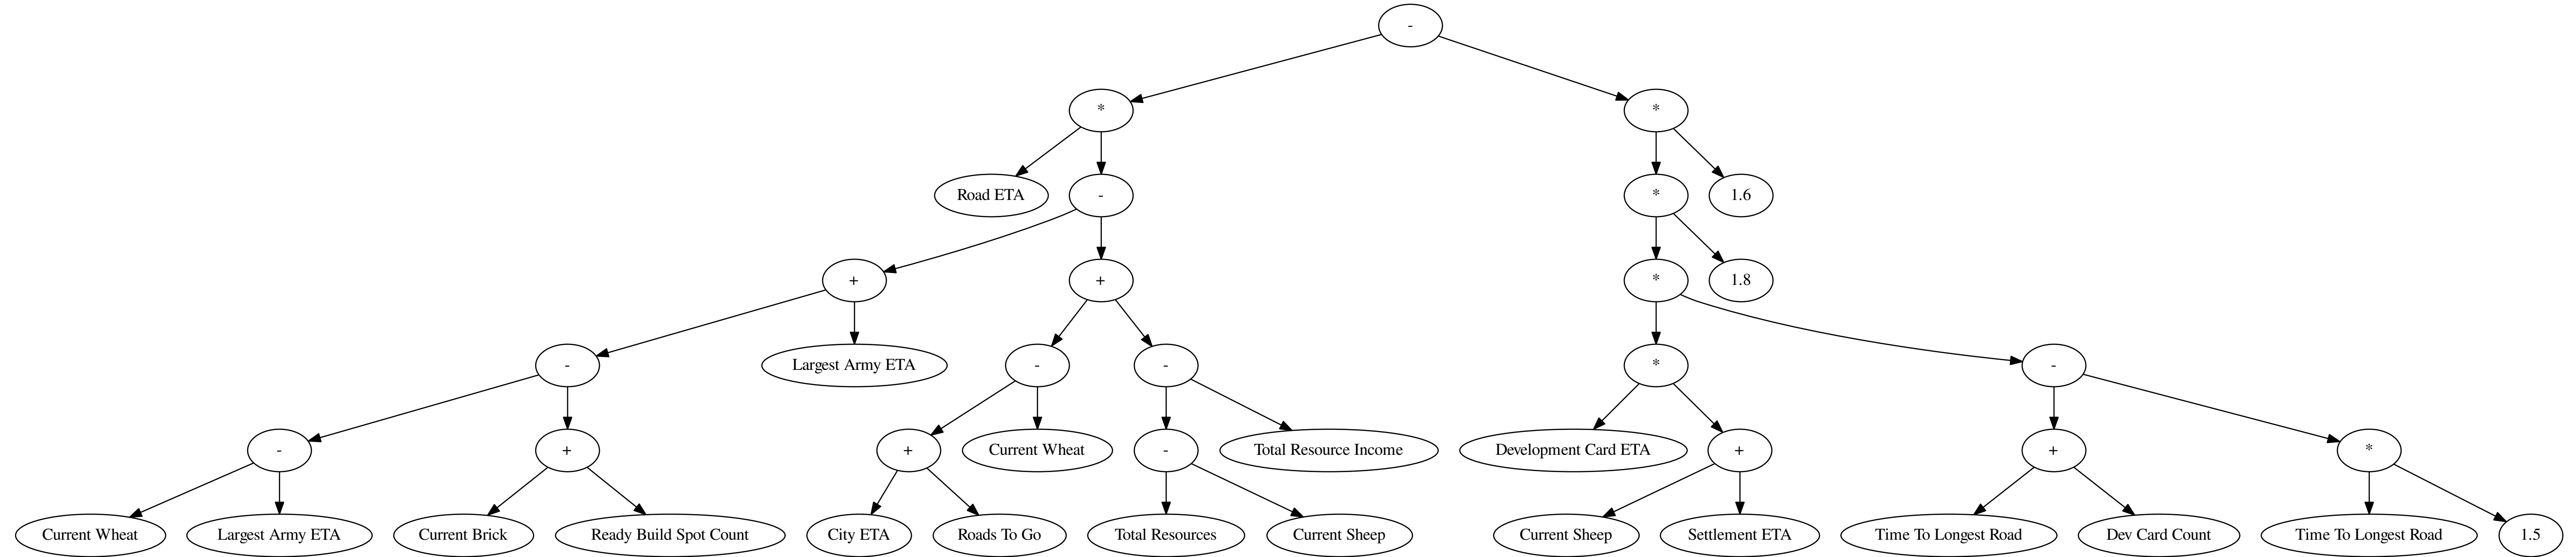 -
* *
Road ETA - * 1.6
+ + * 1.8
- Largest Army ETA - - * -
- + + Current Wheat - Total Resource Income Development Card ETA + + *
Current Wheat Largest Army ETA Current Brick Ready Build Spot Count City ETA Roads To Go Total Resources Current Sheep Current Sheep Settlement ETA Time To Longest Road Dev Card Count Time To Longest Road 1.5